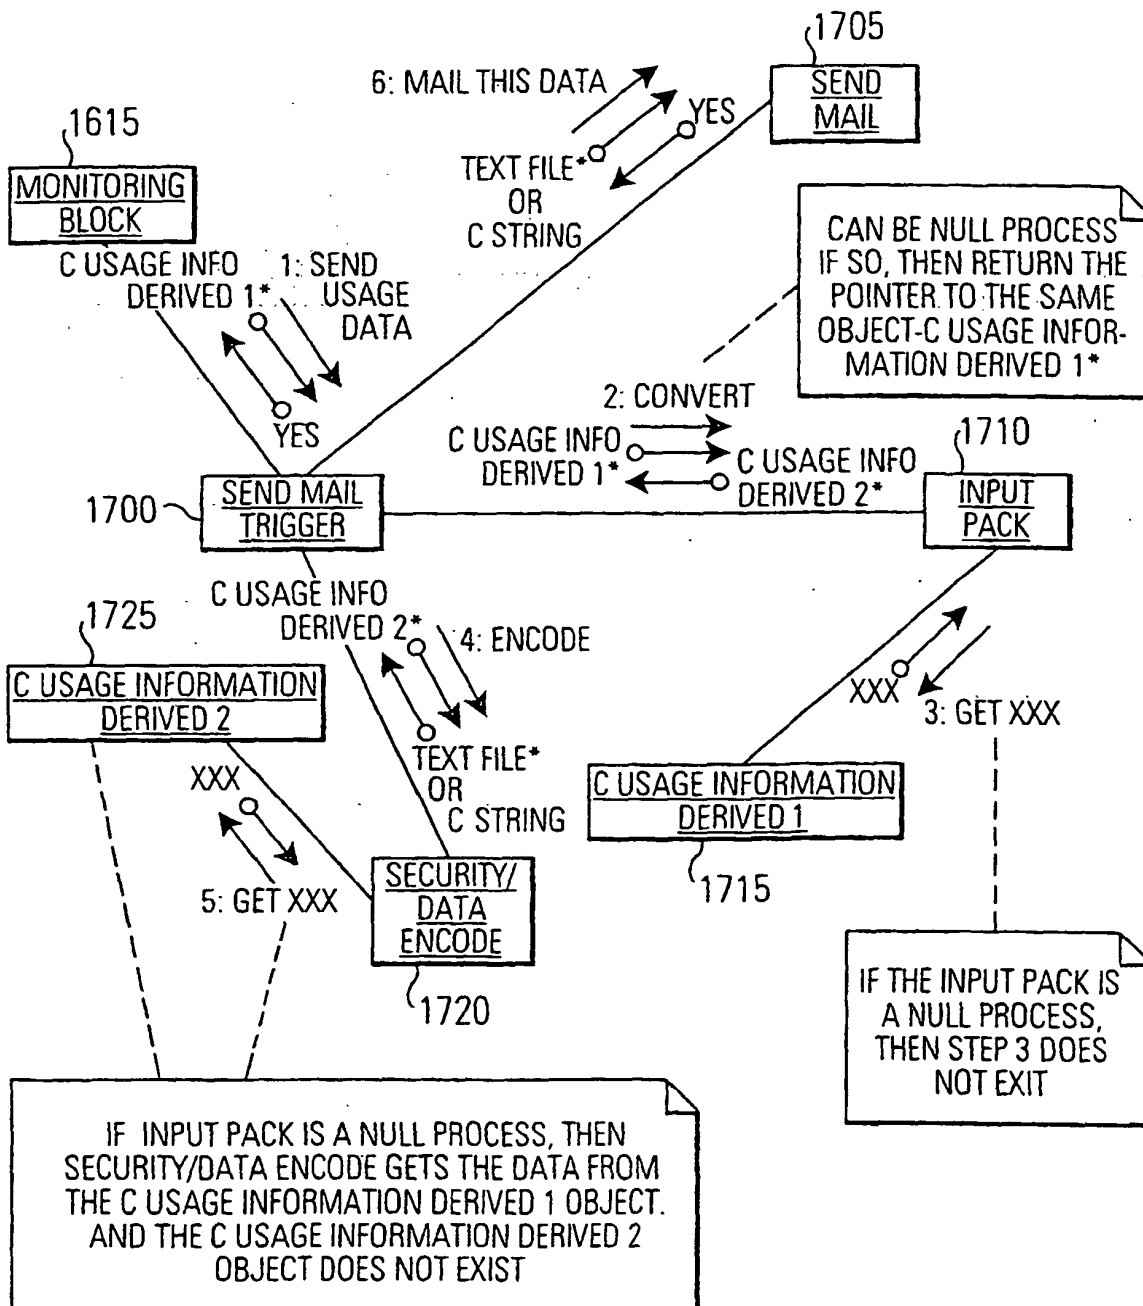 1705
6: MAIL THIS DATA
SEND
MAIL
YES
TEXT FILE*
OR
C STRING
1615
MONITORING
BLOCK
C USAGE INFO
DERIVED 1*
1: SEND
USAGE
DATA
YES
CAN BE NULL PROCESS
IF SO, THEN RETURN THE
POINTER TO THE SAME
OBJECT-C USAGE INFOR-
MATION DERIVED 1*
2: CONVERT
C USAGE INFO
DERIVED 1*
C USAGE INFO
DERIVED 2*
1710
INPUT
PACK
1700
SEND MAIL
TRIGGER
C USAGE INFO
DERIVED 2*
4: ENCODE
TEXT FILE*
OR
C STRING
1725
C USAGE INFORMATION
DERIVED 2
XXX
5: GET XXX
SECURITY/
DATA
ENCODE
1720
XXX
3: GET XXX
C USAGE INFORMATION
DERIVED 1
1715
IF THE INPUT PACK IS
A NULL PROCESS,
THEN STEP 3 DOES
NOT EXIT
IF INPUT PACK IS A NULL PROCESS, THEN
SECURITY/DATA ENCODE GETS THE DATA FROM
THE C USAGE INFORMATION DERIVED 1 OBJECT.
AND THE C USAGE INFORMATION DERIVED 2
OBJECT DOES NOT EXIST